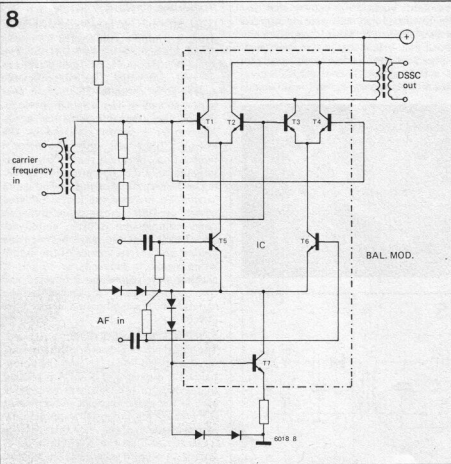 8
+
DSSC
out
T1
T2
T3
T4
carrier
frequency
in
T5
T6
IC
BAL. MOD.
AF in
T7
6018 8